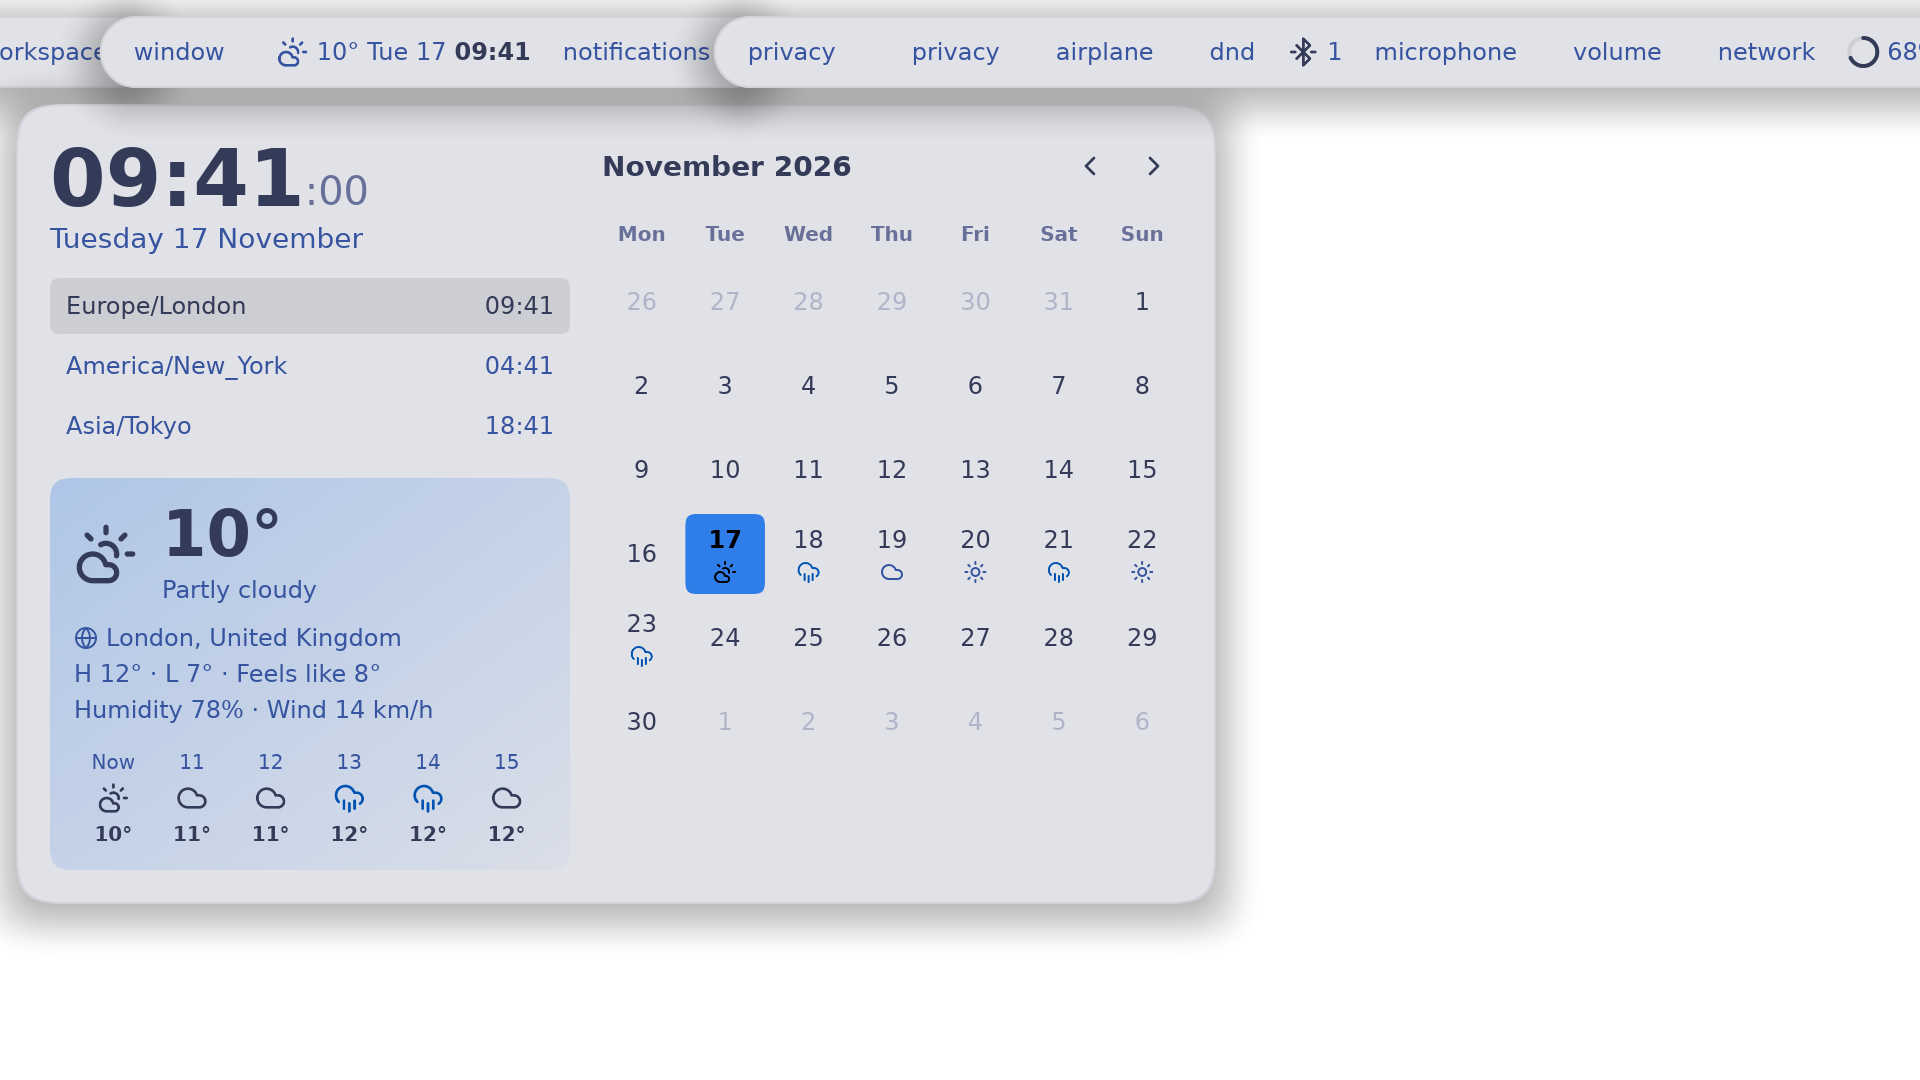 window 10° Tue 17 09:41 notifications privacy privacy airplane dnd 1 microphone volume network
09:41:00
Tuesday 17 November
Europe/London 09:41
America/New_York 04:41
Asia/Tokyo 18:41
10°
Partly cloudy
London, United Kingdom
H 12° · L 7° · Feels like 8°
Humidity 78% · Wind 14 km/h
Now 11 12 13 14 15
10° 11° 11° 12° 12° 12°
November 2026
Mon Tue Wed Thu Fri Sat Sun
26 27 28 29 30 31 1
2 3 4 5 6 7 8
9 10 11 12 13 14 15
16 17 18 19 20 21 22
23 24 25 26 27 28 29
30 1 2 3 4 5 6